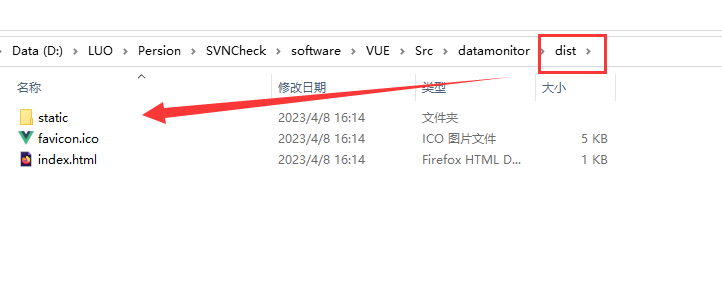 Data (D:) > LUO > Persion > SVNCheck > software > VUE > Src > datamonitor > dist >
名称 修改日期 类型 大小
static 2023/4/8 16:14 文件夹
favicon.ico 2023/4/8 16:14 ICO 图片文件 5 KB
index.html 2023/4/8 16:14 Firefox HTML D... 1 KB